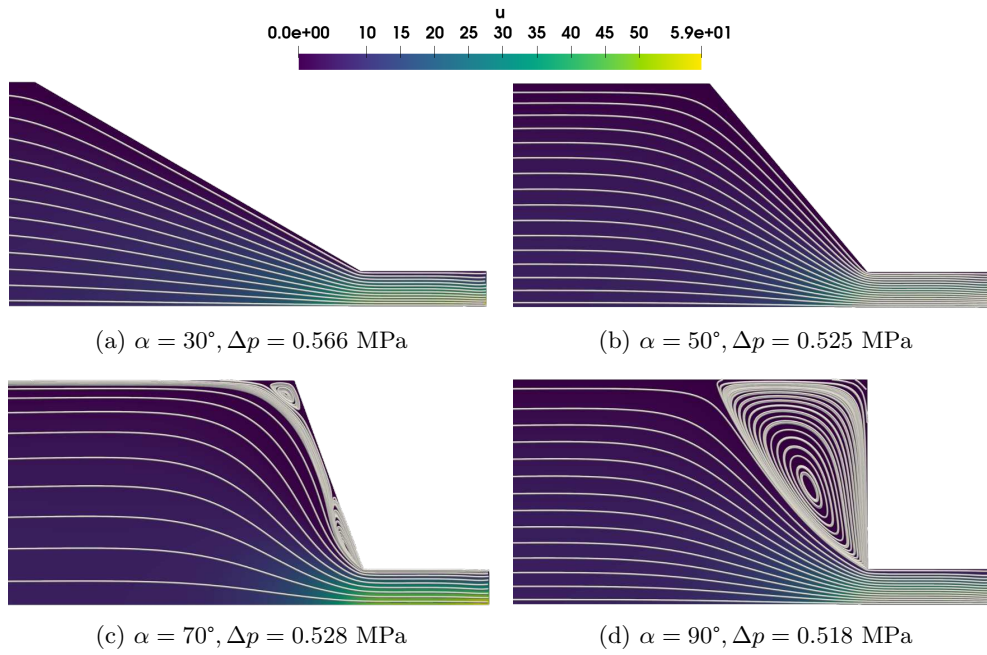 u
0.0e+00 10 15 20 25 30 35 40 45 50 5.9e+01
(a) α = 30°, Δp = 0.566 MPa
(b) α = 50°, Δp = 0.525 MPa
(c) α = 70°, Δp = 0.528 MPa
(d) α = 90°, Δp = 0.518 MPa